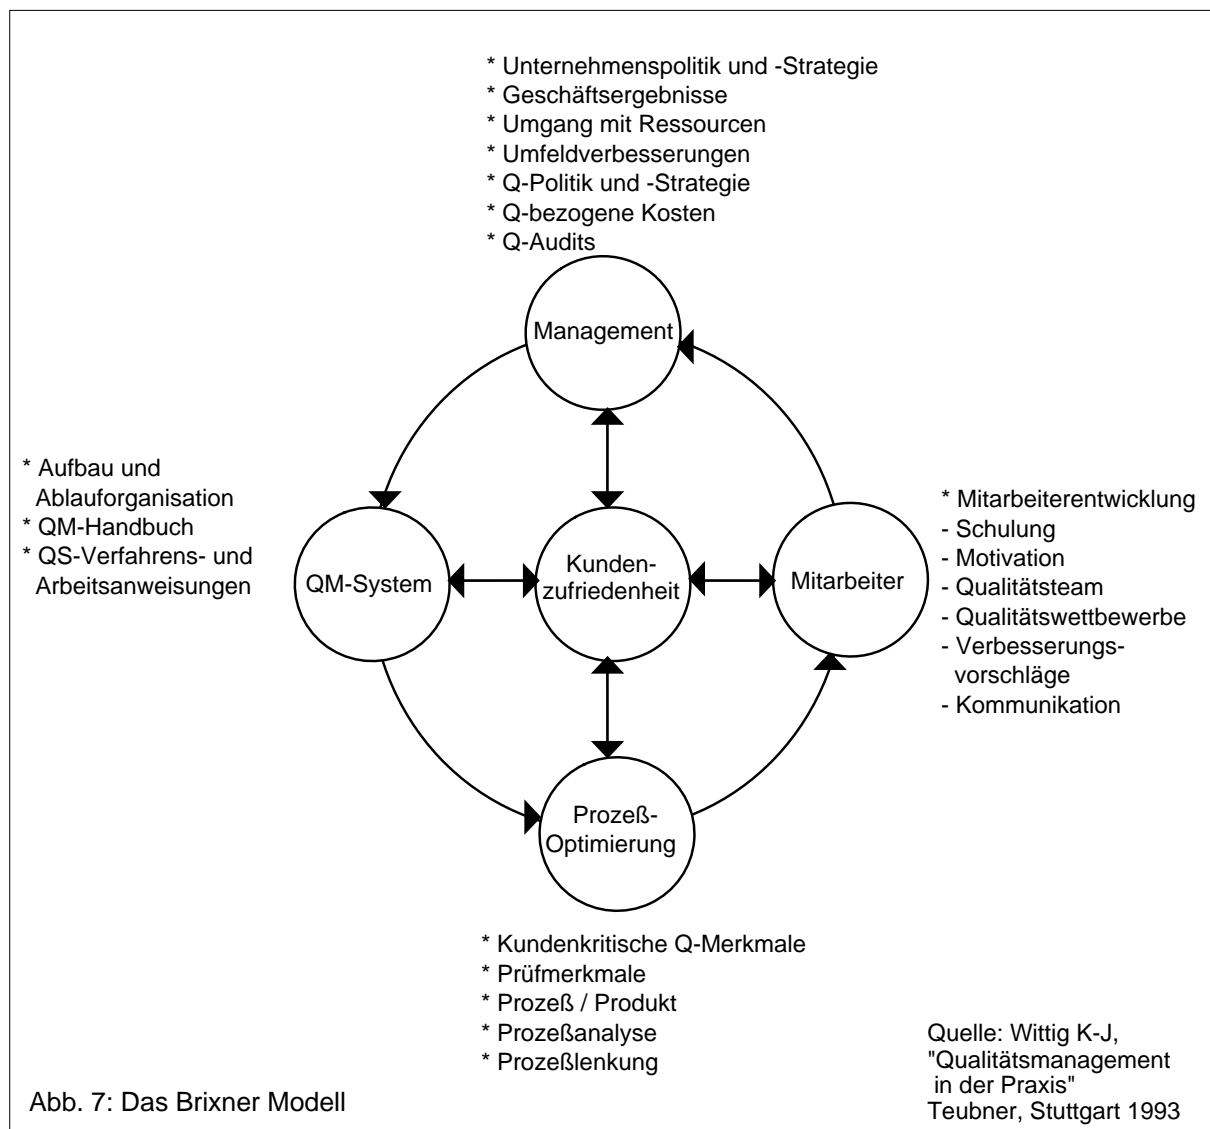 * Unternehmenspolitik und -Strategie
* Geschäftsergebnisse
* Umgang mit Ressourcen
* Umfeldverbesserungen
* Q-Politik und -Strategie
* Q-bezogene Kosten
* Q-Audits
Management
* Aufbau und
Ablauforganisation
* QM-Handbuch
* QS-Verfahrens- und
Arbeitsanweisungen
QM-System
Kunden-
zufriedenheit
Mitarbeiter
* Mitarbeiterentwicklung
- Schulung
- Motivation
- Qualitätsteam
- Qualitätswettbewerbe
- Verbesserungs-
vorschläge
- Kommunikation
Prozeß-
Optimierung
* Kundenkritische Q-Merkmale
* Prüfmerkmale
* Prozeß / Produkt
* Prozeßanalyse
* Prozeßlenkung
Quelle: Wittig K-J,
"Qualitätsmanagement
in der Praxis"
Teubner, Stuttgart 1993
Abb. 7: Das Brixner Modell